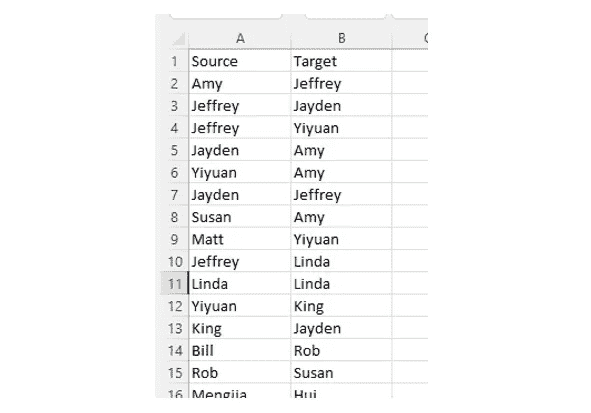 A B
1 Source Target
2 Amy Jeffrey
3 Jeffrey Jayden
4 Jeffrey Yiyuan
5 Jayden Amy
6 Yiyuan Amy
7 Jayden Jeffrey
8 Susan Amy
9 Matt Yiyuan
10 Jeffrey Linda
11 Linda Linda
12 Yiyuan King
13 King Jayden
14 Bill Rob
15 Rob Susan
16 Mengjia Hui